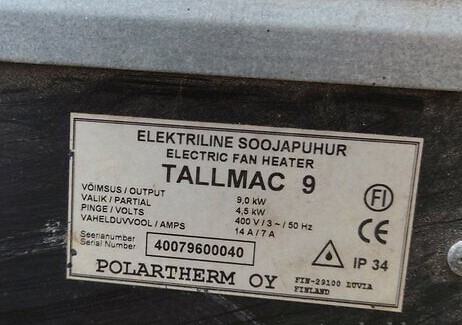 ELEKTRILINE SOOJAPUHUR
ELECTRIC FAN HEATER
TALLMAC 9
VÕIMSUS / OUTPUT 9,0 kW
VALIK / PARTIAL 4,5 kW
PINGE / VOLTS 400 V / 3 ~ / 50 Hz
VAHELDUVVOOL / AMPS 14 A / 7 A
FI
CE
Seerianumber
Serial Number 40079600040
IP 34
POLARTHERM OY FIN-29100 LUVIA
FINLAND